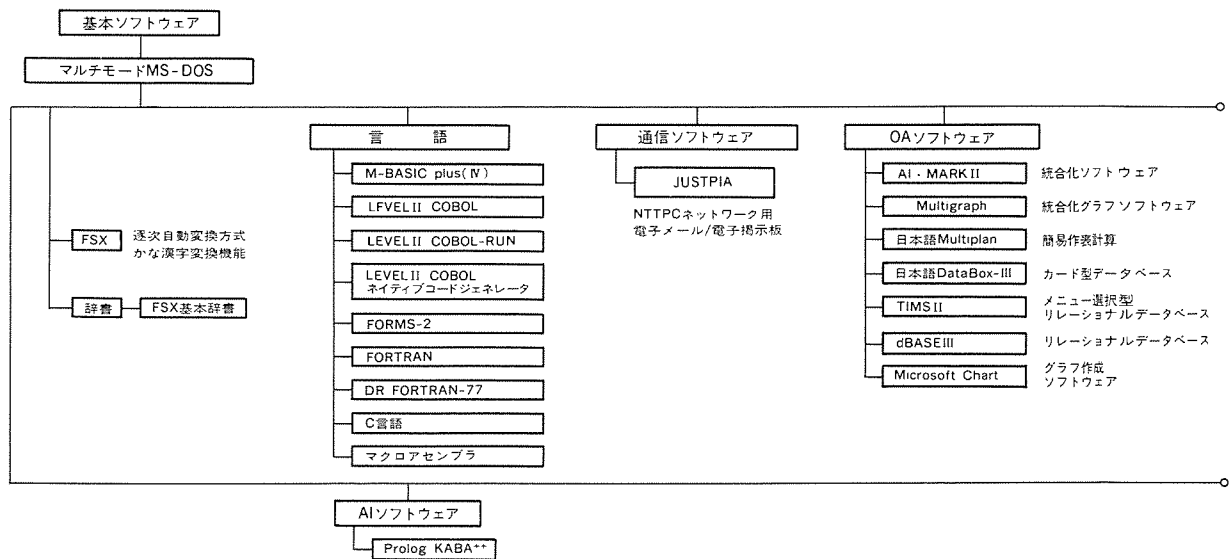 基本ソフトウェア
マルチモードMS-DOS
FSX
逐次自動変換方式
かな漢字変換機能
辞書
FSX基本辞書
言 語
M-BASIC plus(Ⅳ)
LFVELII COBOL
LEVELII COBOL-RUN
LEVELII COBOL
ネイティブコードジェネレータ
FORMS-2
FORTRAN
DR FORTRAN-77
C言語
マクロアセンブラ
通信ソフトウェア
JUSTPIA
NTTPCネットワーク用
電子メール/電子掲示板
OAソフトウェア
AI・MARKII
統合化ソフトウェア
Multigraph
統合化グラフソフトウェア
日本語Multiplan
簡易作表計算
日本語DataBox-III
カード型データベース
TIMSII
メニュー選択型
リレーショナルデータベース
dBASEIII
リレーショナルデータベース
Microsoft Chart
グラフ作成
ソフトウェア
AIソフトウェア
Prolog KABA++